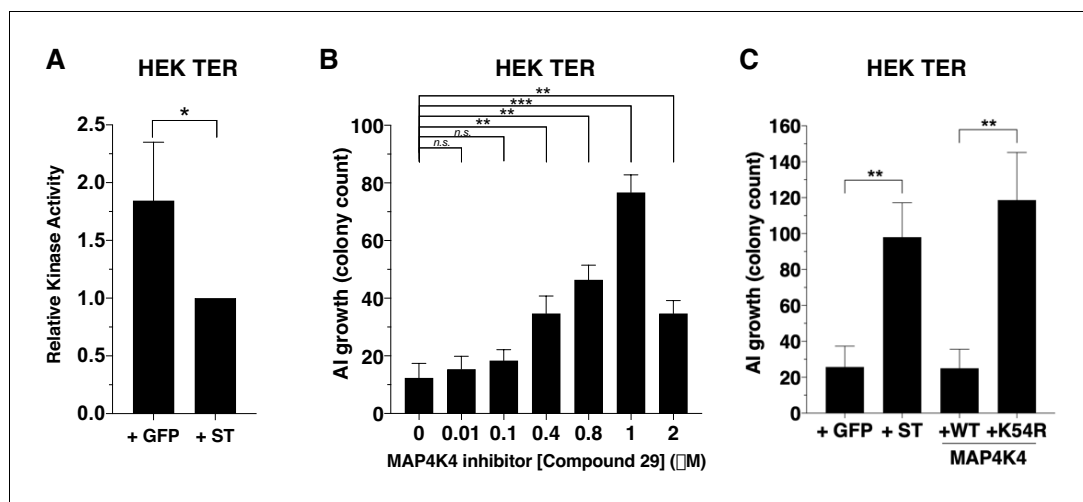 A
HEK TER
*
Relative Kinase Activity
2.5
2.0
1.5
1.0
0.5
0.0
+ GFP + ST
B
HEK TER
**
***
**
**
n.s.
n.s.
AI growth (colony count)
100
80
60
40
20
0
0 0.01 0.1 0.4 0.8 1 2
MAP4K4 inhibitor [Compound 29] (▯M)
C
HEK TER
**
**
AI growth (colony count)
160
140
120
100
80
60
40
20
0
+ GFP + ST +WT +K54R
MAP4K4